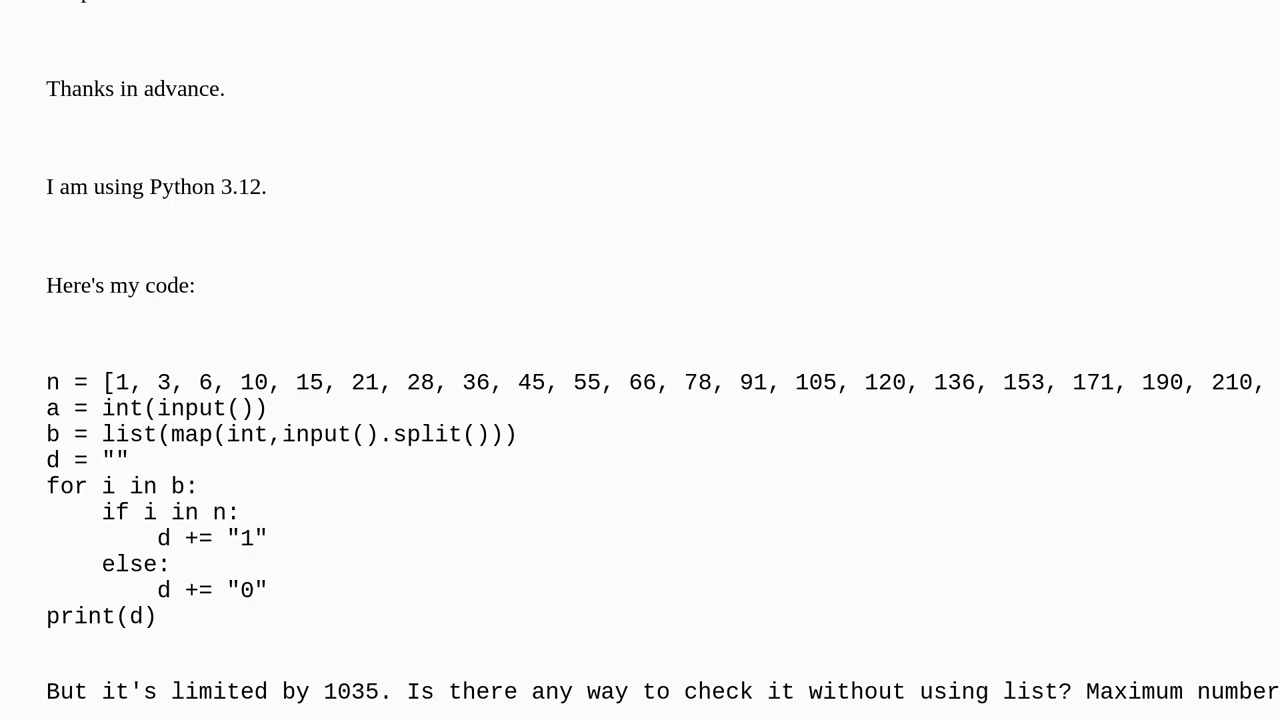 Thanks in advance.
I am using Python 3.12.
Here's my code:
n = [1, 3, 6, 10, 15, 21, 28, 36, 45, 55, 66, 78, 91, 105, 120, 136, 153, 171, 190, 210,
a = int(input())
b = list(map(int,input().split()))
d = ""
for i in b:
    if i in n:
        d += "1"
    else:
        d += "0"
print(d)
But it's limited by 1035. Is there any way to check it without using list? Maximum number